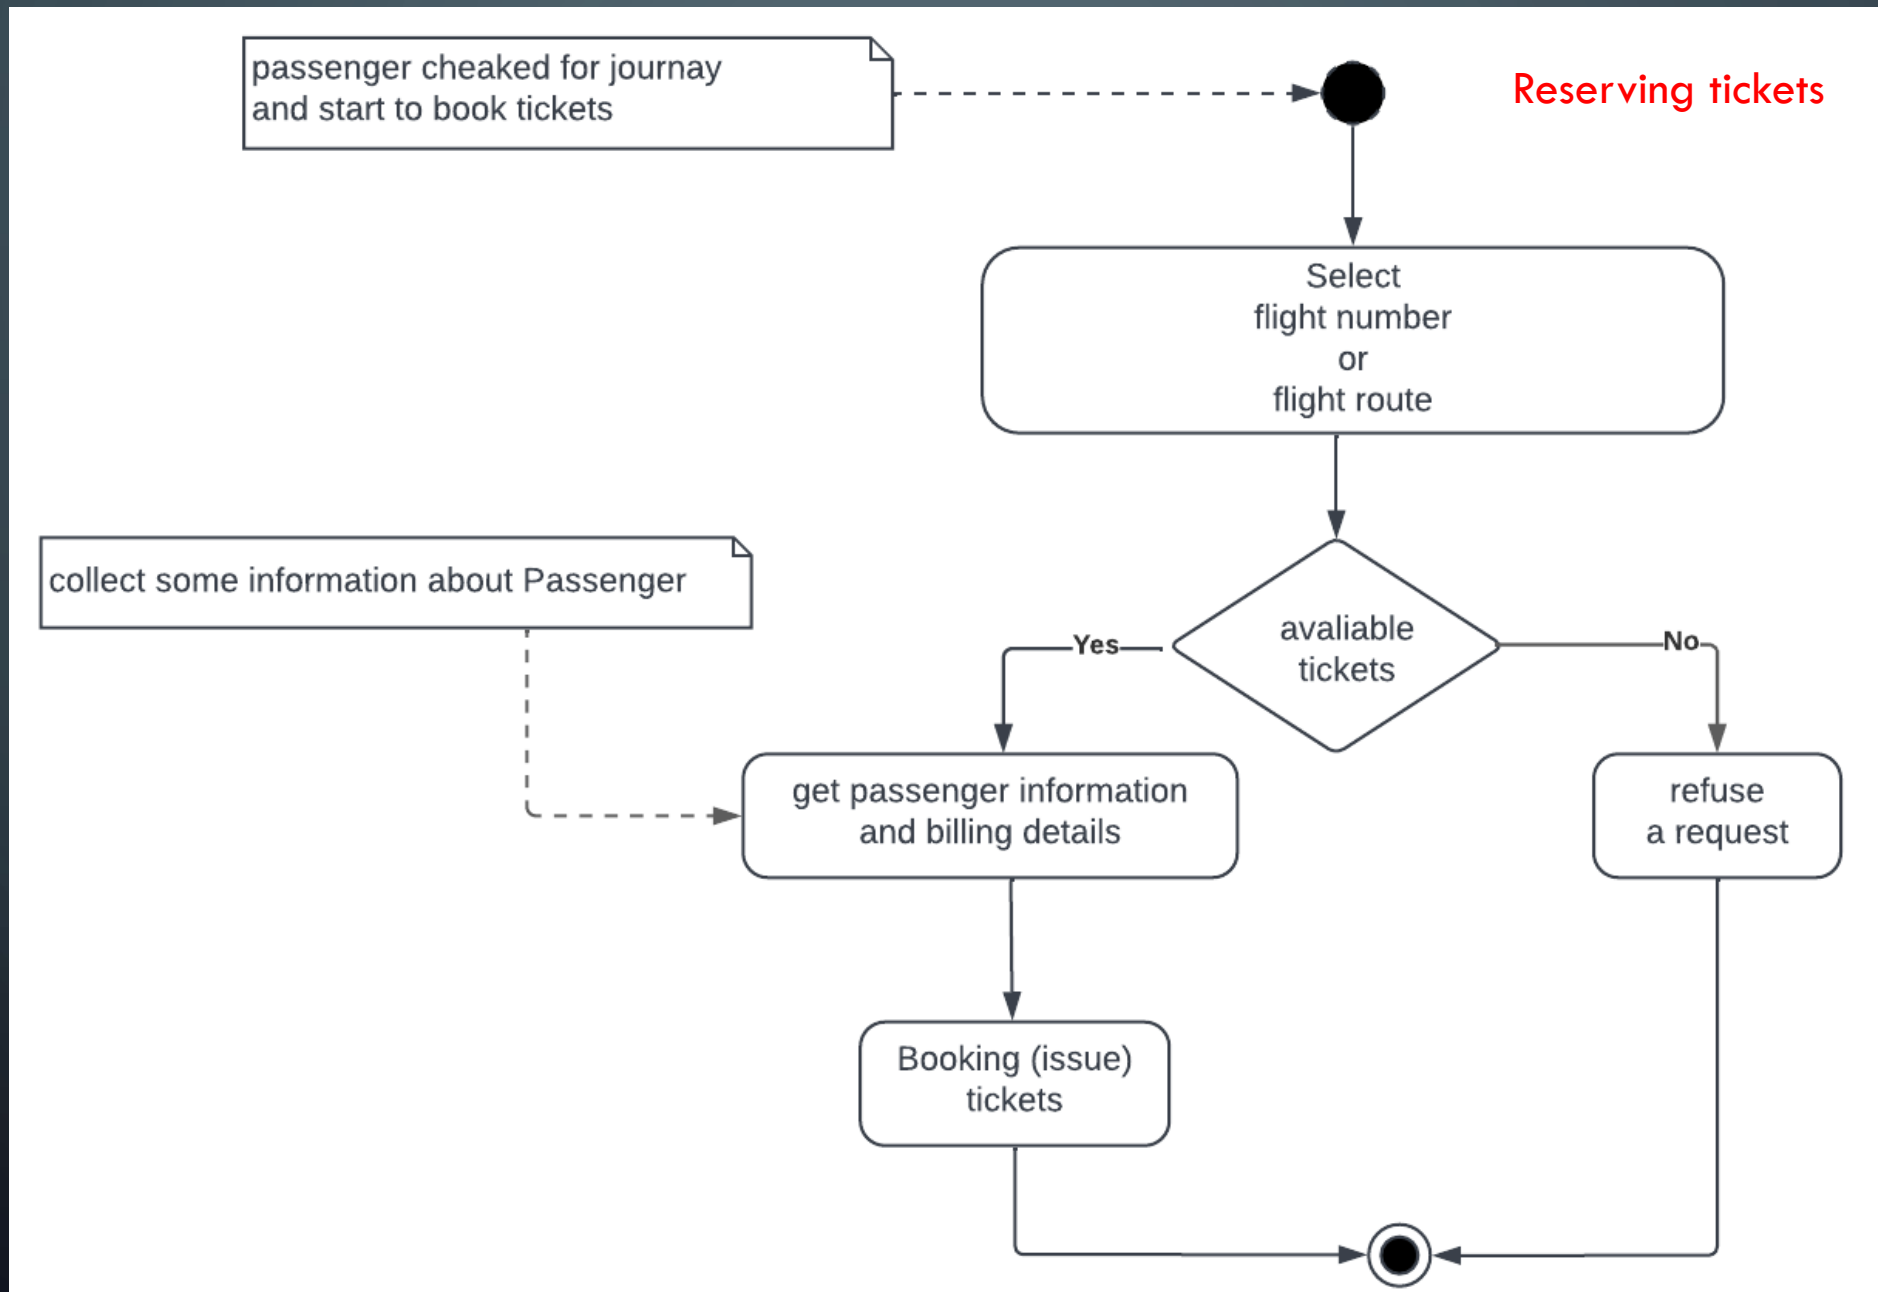 passenger cheaked for journay
and start to book tickets
Reserving tickets
Select
flight number
or
flight route
collect some information about Passenger
avaliable
tickets
Yes
No
get passenger information
and billing details
refuse
a request
Booking (issue)
tickets